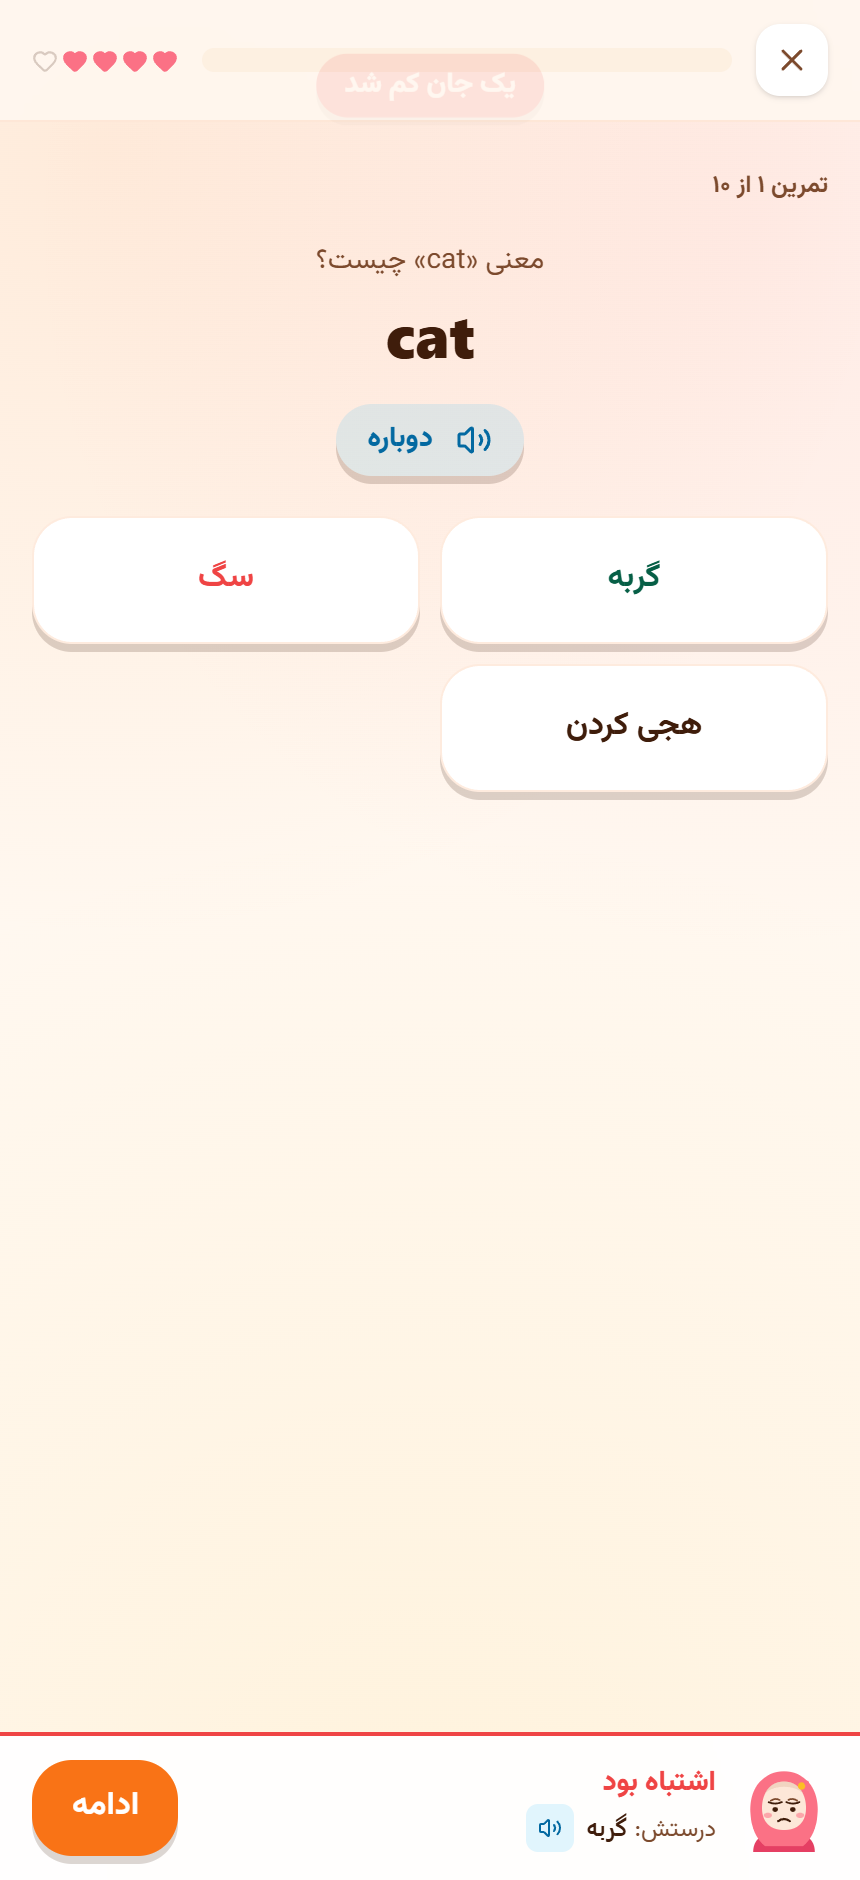 یک جان کم شد
تمرین ۱ از ۱۰
معنی «cat» چیست؟
cat
دوباره
گربه
سگ
هجی کردن
اشتباه بود
درستش: گربه
ادامه